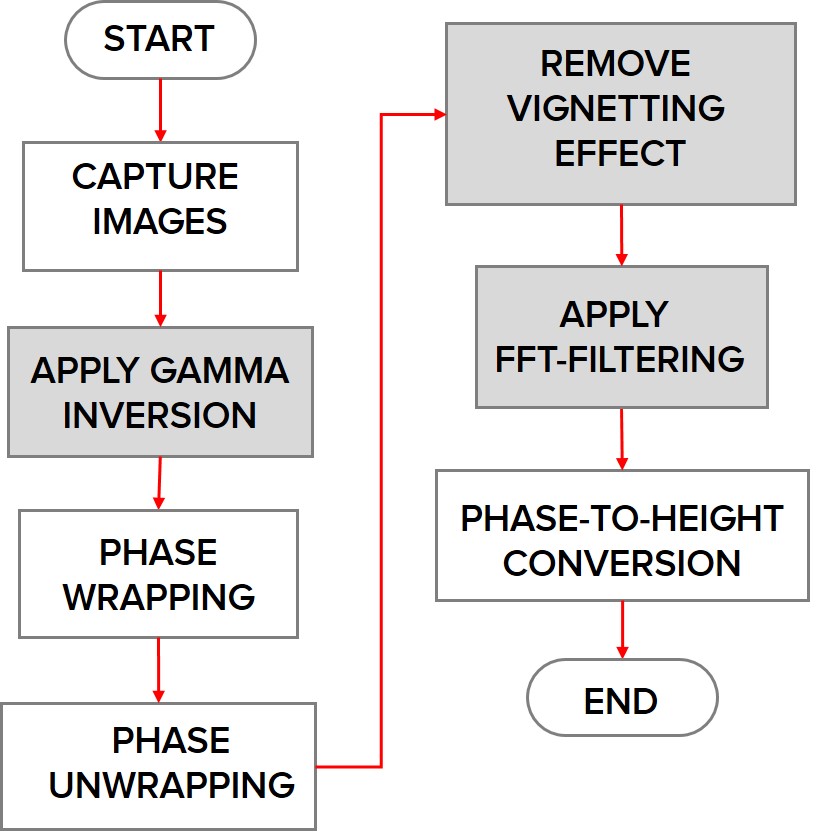 START
CAPTURE
IMAGES
APPLY GAMMA
INVERSION
PHASE
WRAPPING
PHASE
UNWRAPPING
REMOVE
VIGNETTING
EFFECT
APPLY
FFT-FILTERING
PHASE-TO-HEIGHT
CONVERSION
END